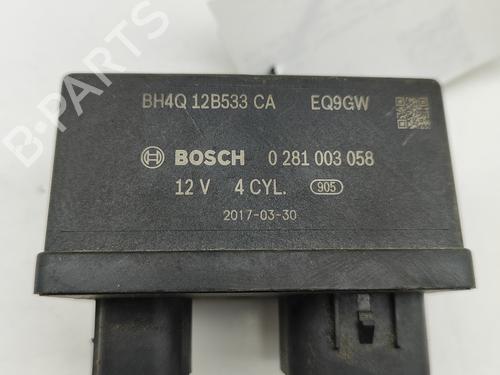 BH4Q 12B533 CA EQ9GW
BOSCH 0 281 003 058
12 V 4 CYL. 905
2017-03-30
B-PARTS